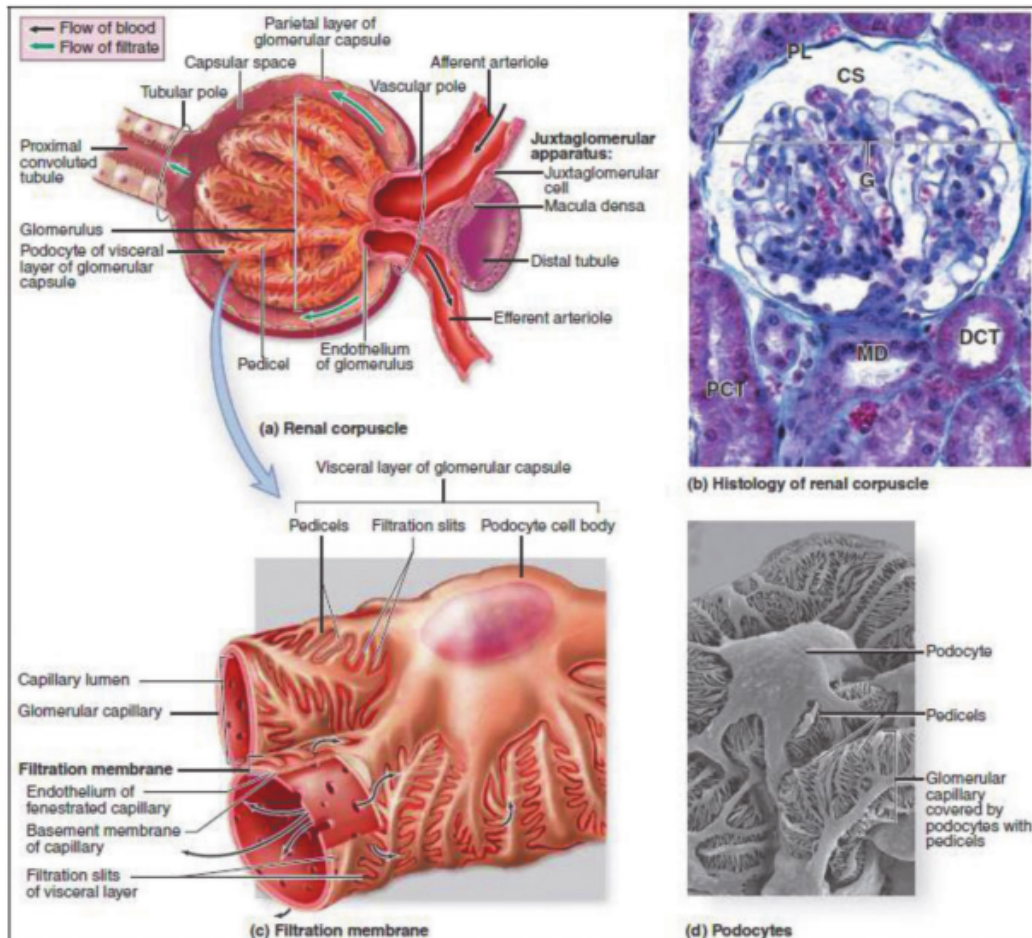 Flow of blood
Flow of filtrate
Parietal layer
of glomerular capsule
Capsular space
Tubular pole
Afferent arteriole
Vascular pole
Proximal
convoluted
tubule
Juxtaglomerular
apparatus:
Juxtaglomerular
cell
Macula densa
Glomerulus
Podocyte of visceral
layer of glomerular
capsule
Distal tubule
Efferent arteriole
Pedicel
Endothelium
of glomerulus
(a) Renal corpuscle
PL
CS
G
DCT
MD
PCT
(b) Histology of renal corpuscle
Visceral layer of glomerular capsule
Pedicels
Filtration slits
Podocyte cell body
Capillary lumen
Glomerular capillary
Filtration membrane
Endothelium of
fenestrated capillary
Basement membrane
of capillary
Filtration slits
of visceral layer
(c) Filtration membrane
Podocyte
Pedicels
Glomerular
capillary
covered by
podocytes with
pedicels
(d) Podocytes